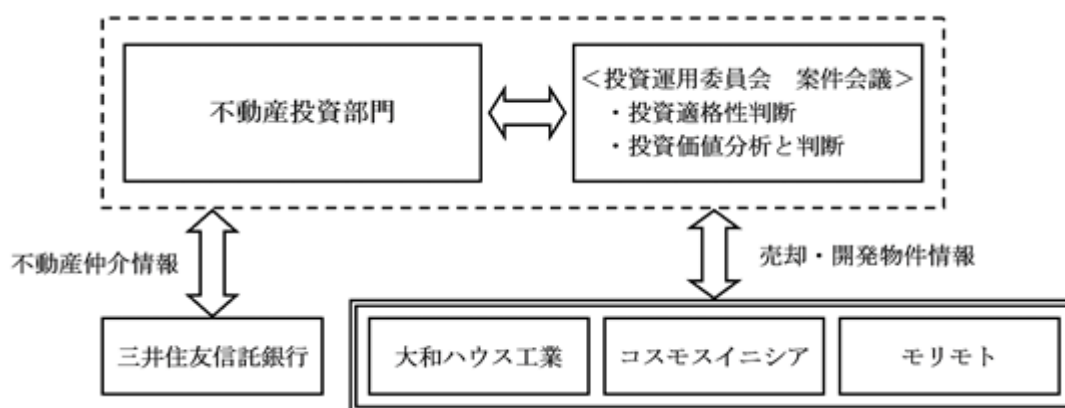 不動産投資部門
＜投資運用委員会　案件会議＞
・投資適格性判断
・投資価値分析と判断
不動産仲介情報
売却・開発物件情報
三井住友信託銀行
大和ハウス工業
コスモスイニシア
モリモト